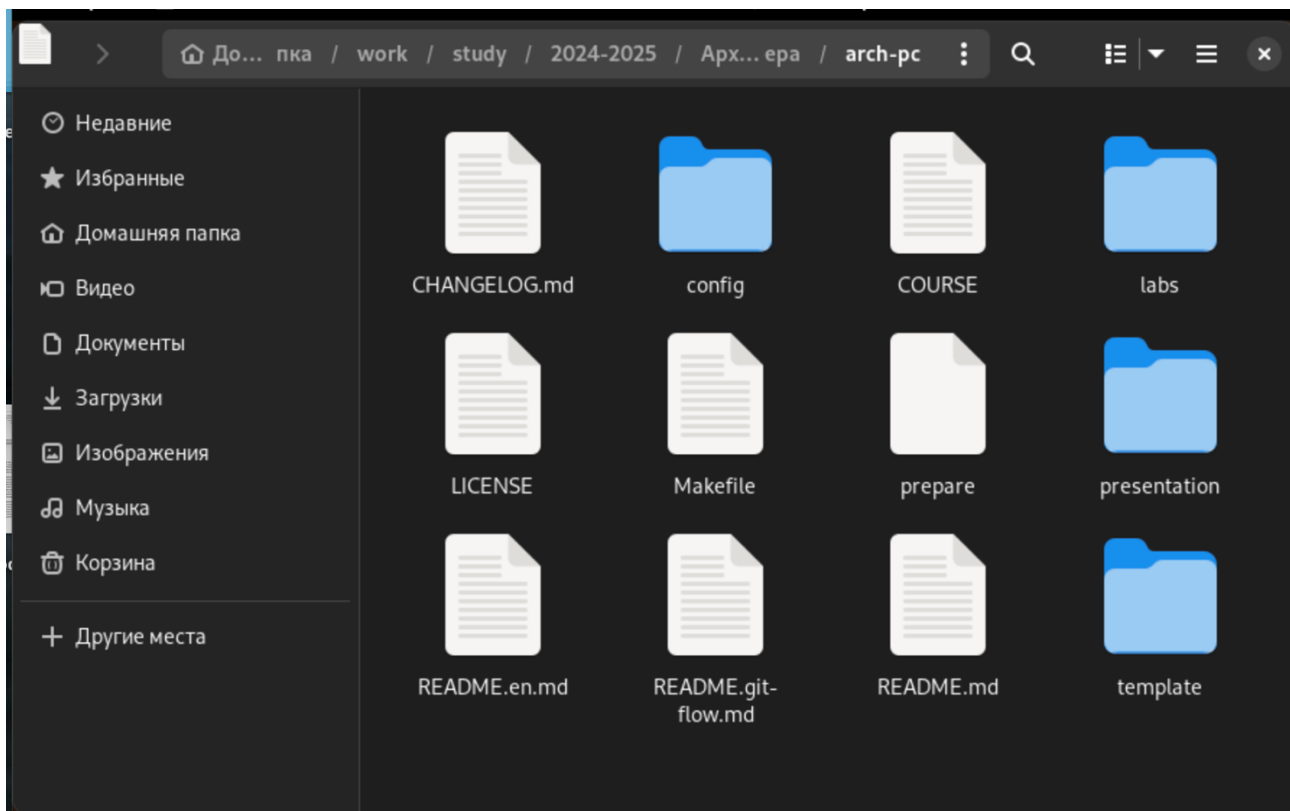 До... пка / work / study / 2024-2025 / Арх... ера / arch-pc
Недавние
Избранные
Домашняя папка
Видео
Документы
Загрузки
Изображения
Музыка
Корзина
Другие места
CHANGELOG.md
config
COURSE
labs
LICENSE
Makefile
prepare
presentation
README.en.md
README.git-
flow.md
README.md
template